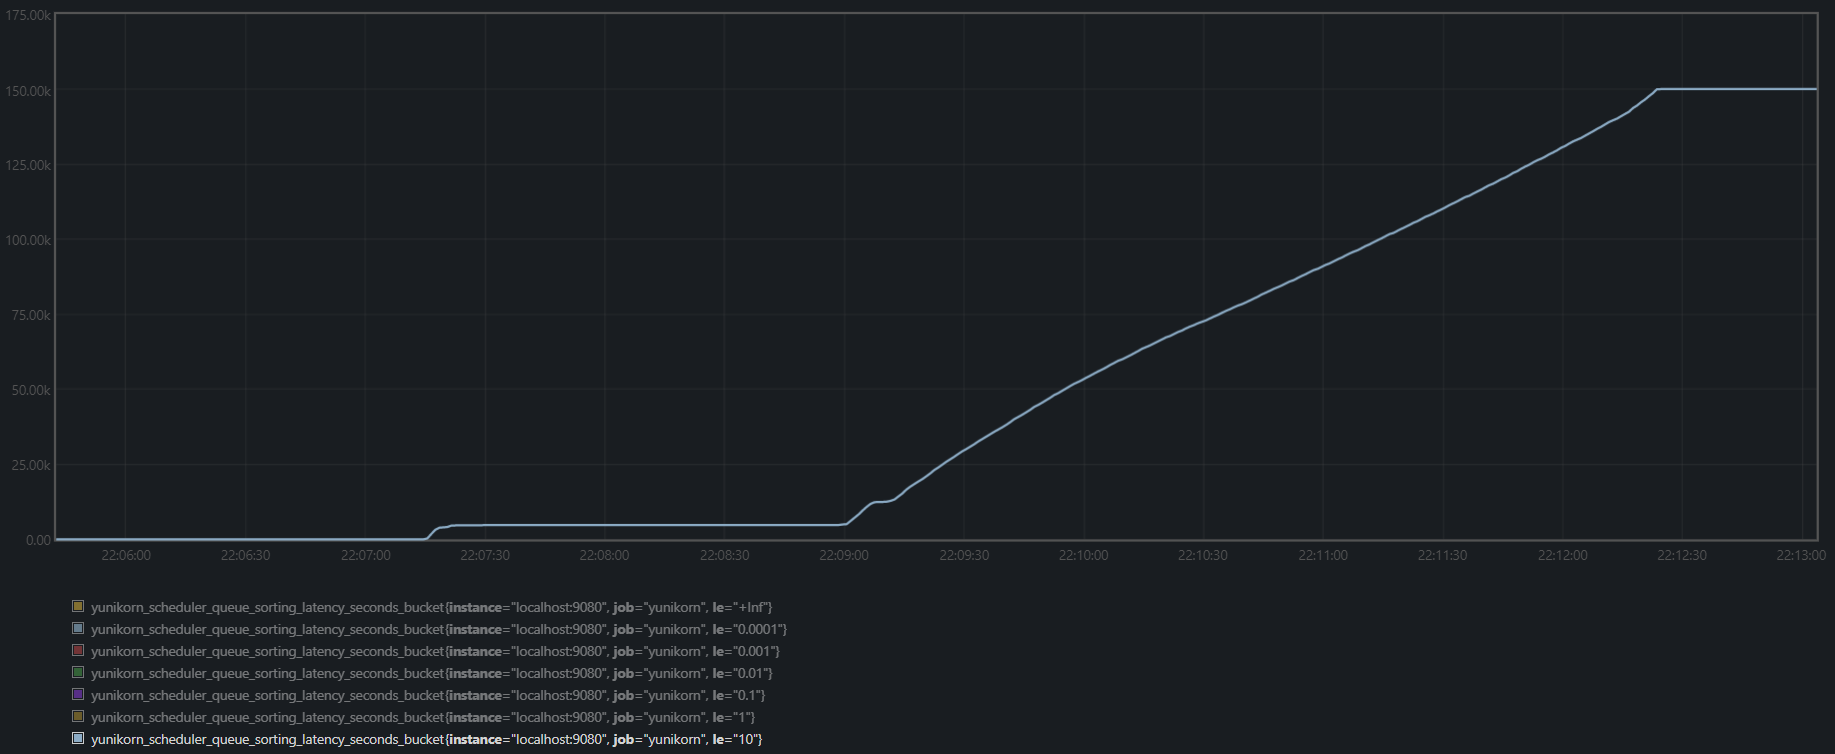 175.00k
150.00k
125.00k
100.00k
75.00k
50.00k
25.00k
0.00
22:06:00 22:06:30 22:07:00 22:07:30 22:08:00 22:08:30 22:09:00 22:09:30 22:10:00 22:10:30 22:11:00 22:11:30 22:12:00 22:12:30 22:13:00
yunikorn_scheduler_queue_sorting_latency_seconds_bucket{instance="localhost:9080", job="yunikorn", le="+Inf"}
yunikorn_scheduler_queue_sorting_latency_seconds_bucket{instance="localhost:9080", job="yunikorn", le="0.0001"}
yunikorn_scheduler_queue_sorting_latency_seconds_bucket{instance="localhost:9080", job="yunikorn", le="0.001"}
yunikorn_scheduler_queue_sorting_latency_seconds_bucket{instance="localhost:9080", job="yunikorn", le="0.01"}
yunikorn_scheduler_queue_sorting_latency_seconds_bucket{instance="localhost:9080", job="yunikorn", le="0.1"}
yunikorn_scheduler_queue_sorting_latency_seconds_bucket{instance="localhost:9080", job="yunikorn", le="1"}
yunikorn_scheduler_queue_sorting_latency_seconds_bucket{instance="localhost:9080", job="yunikorn", le="10"}